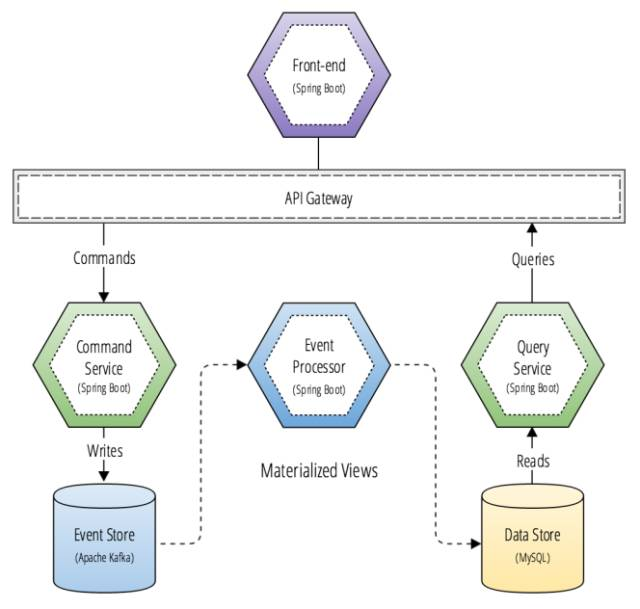 Front-end
(Spring Boot)
API Gateway
Commands
Queries
Command
Service
(Spring Boot)
Event
Processor
(Spring Boot)
Query
Service
(Spring Boot)
Writes
Materialized Views
Reads
Event Store
(Apache Kafka)
Data Store
(MySQL)